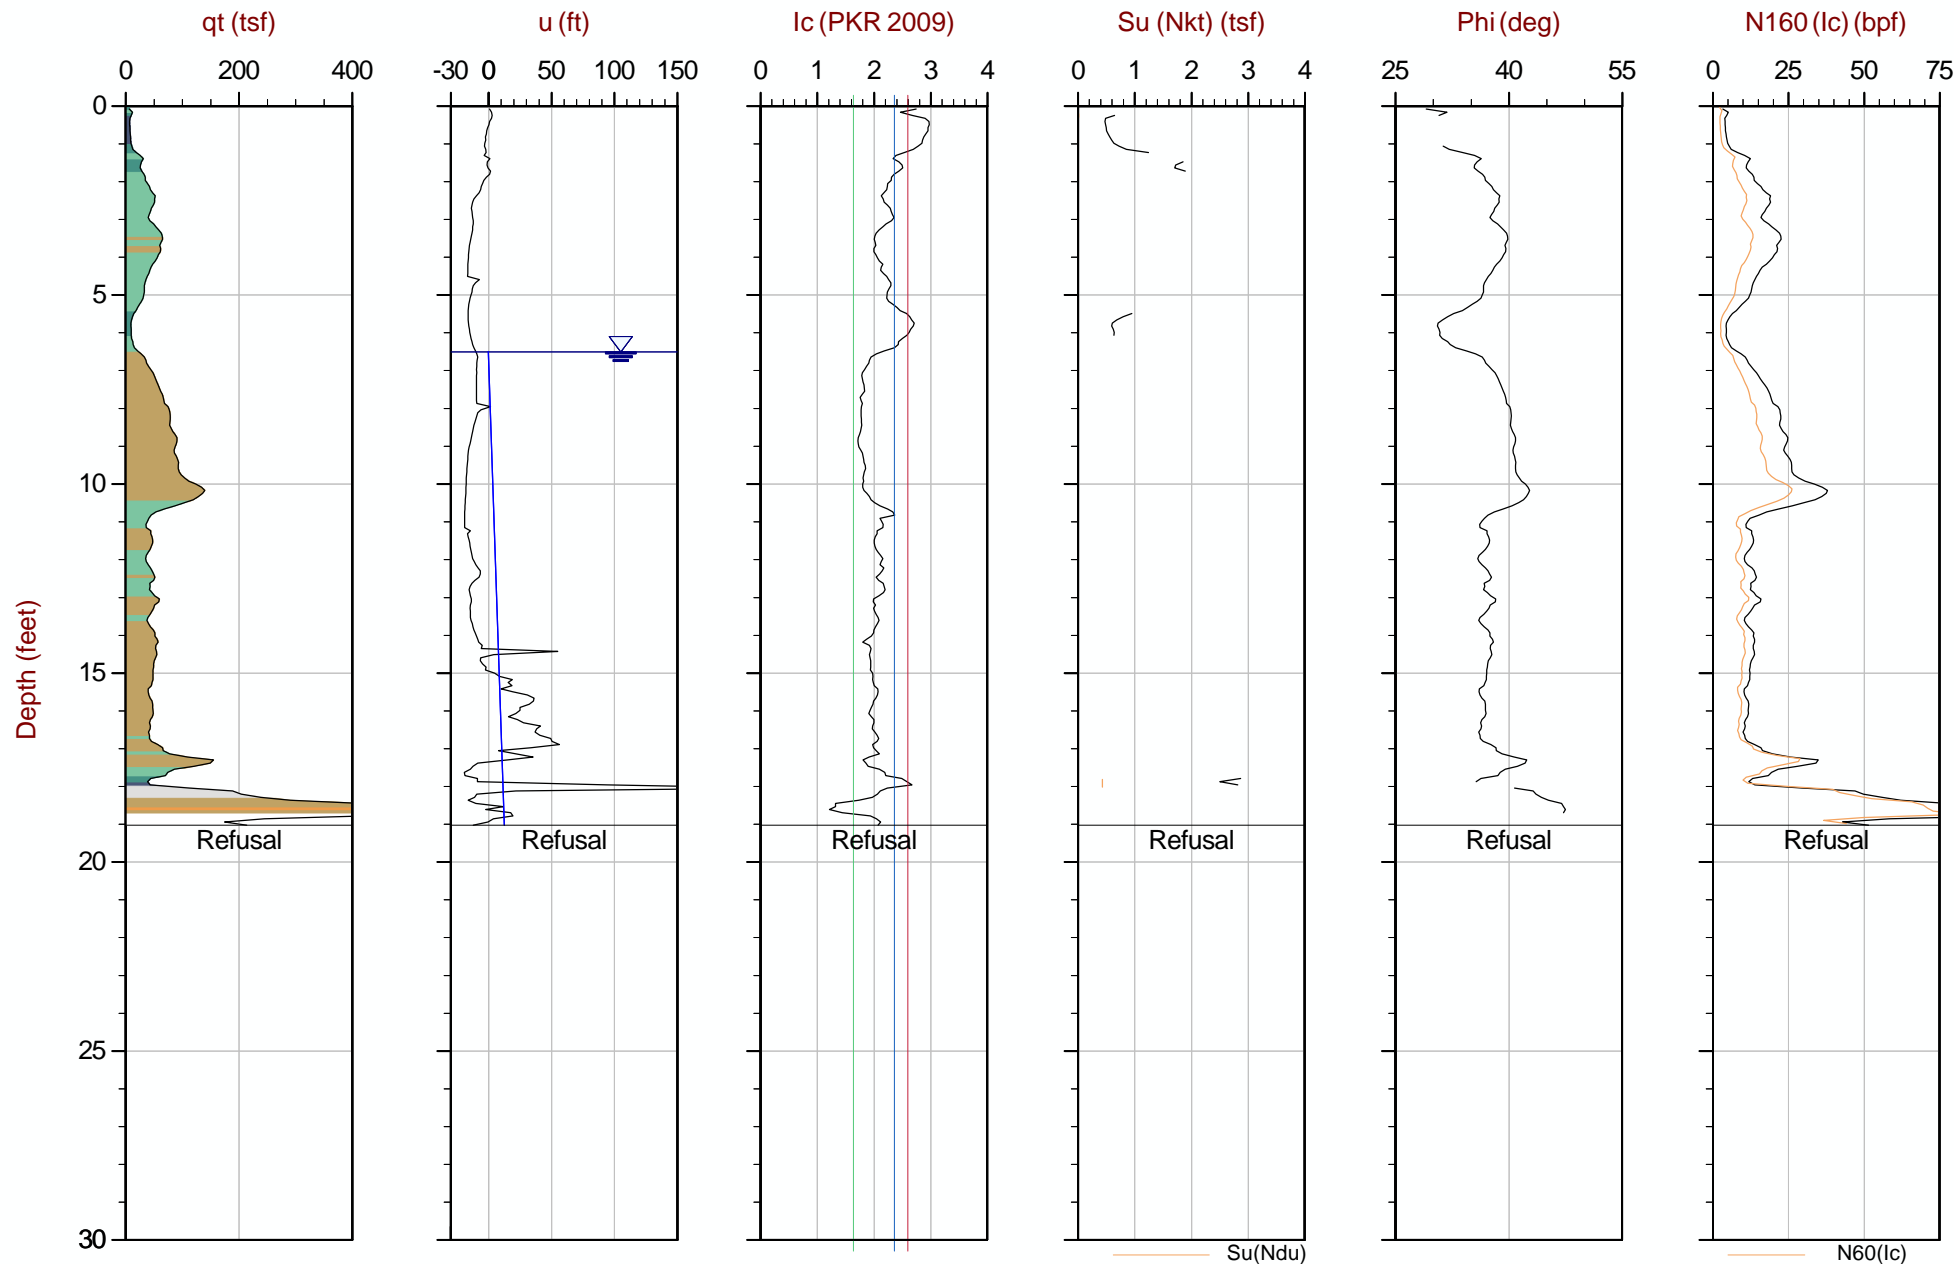 qt (tsf) u (ft) Ic (PKR 2009) Su (Nkt) (tsf) Phi (deg) N160 (Ic) (bpf)
0 200 400 -30 0 50 100 150 0 1 2 3 4 0 1 2 3 4 25 40 55 0 25 50 75
0
5
10
15
Refusal Refusal Refusal Refusal Refusal Refusal
20
25
30
Depth (feet)
Su(Ndu) N60(Ic)